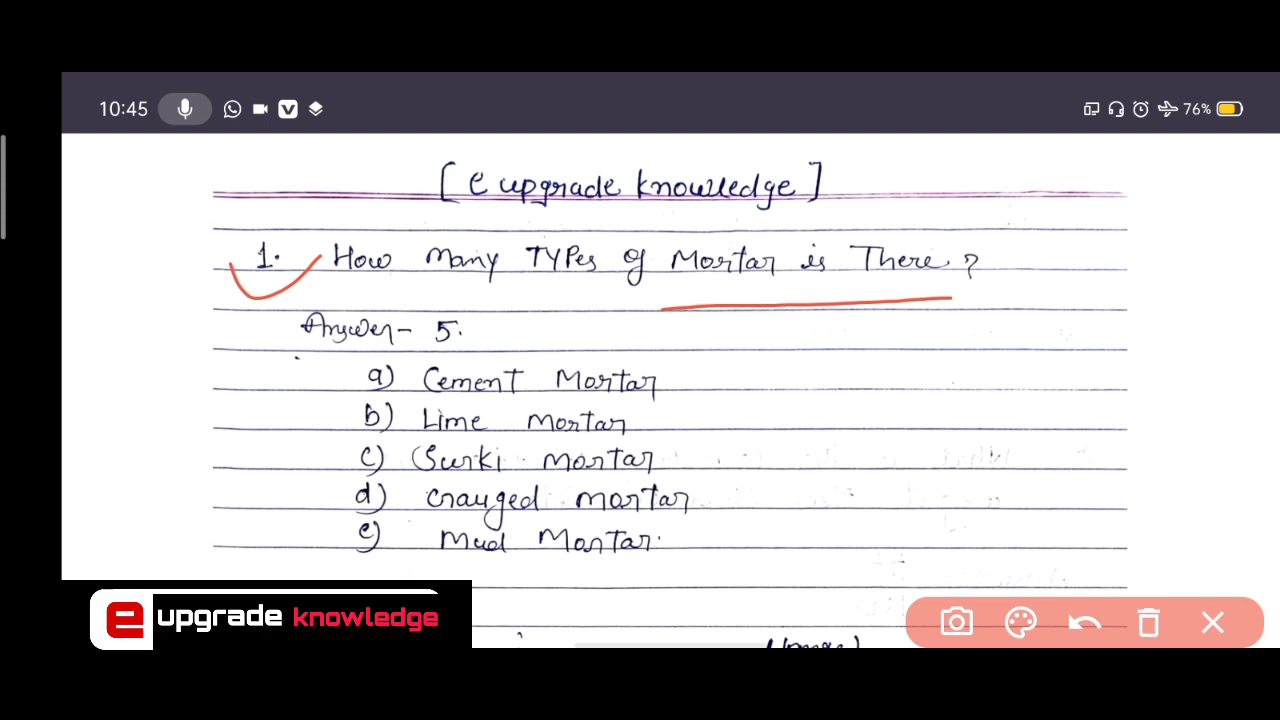 10:45
76%
[ e upgrade knowledge ]
1. How Many TYPes of Mortar is There ?
Answer- 5.
a) Cement Mortar
b) Lime Mortar
c) (Surki Mortar
d) crauged mortar
e) Mud Mortar.
e upgrade knowledge